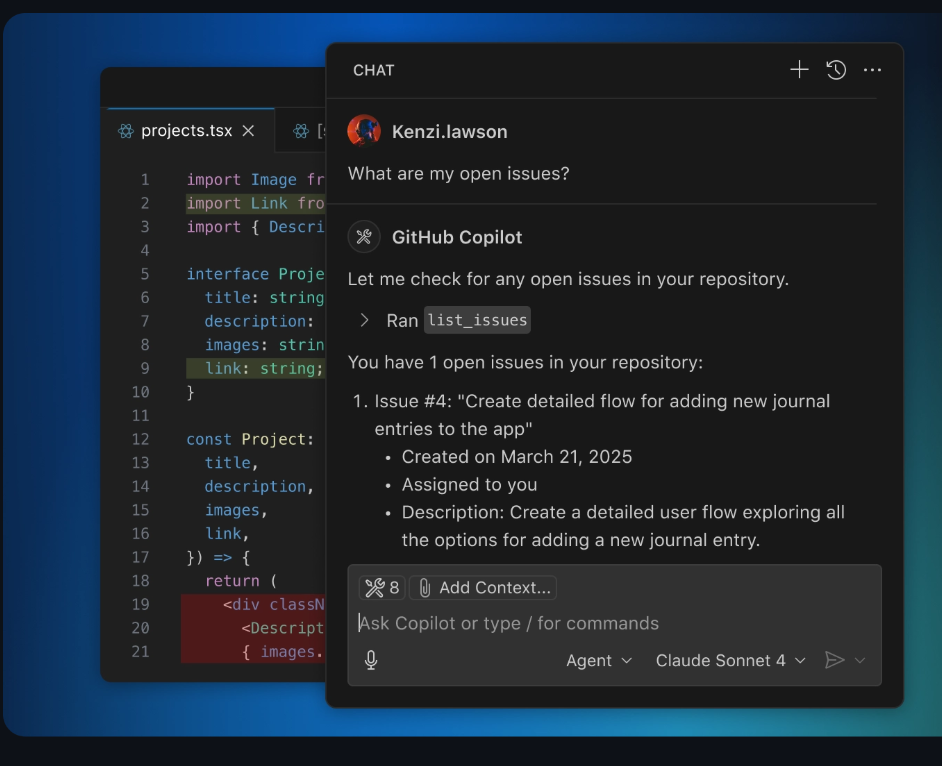 projects.tsx
1 import Image fr
2 import Link fro
3 import { Descri
4
5 interface Proje
6 title: string
7 description:
8 images: strin
9 link: string;
10 }
11
12 const Project:
13 title,
14 description,
15 images,
16 link,
17 }) => {
18 return (
19 <div classN
20 <Descript
21 { images.
CHAT
Kenzi.lawson
What are my open issues?
GitHub Copilot
Let me check for any open issues in your repository.
Ran list_issues
You have 1 open issues in your repository:
1. Issue #4: "Create detailed flow for adding new journal
entries to the app"
• Created on March 21, 2025
• Assigned to you
• Description: Create a detailed user flow exploring all
the options for adding a new journal entry.
8 Add Context...
Ask Copilot or type / for commands
Agent Claude Sonnet 4